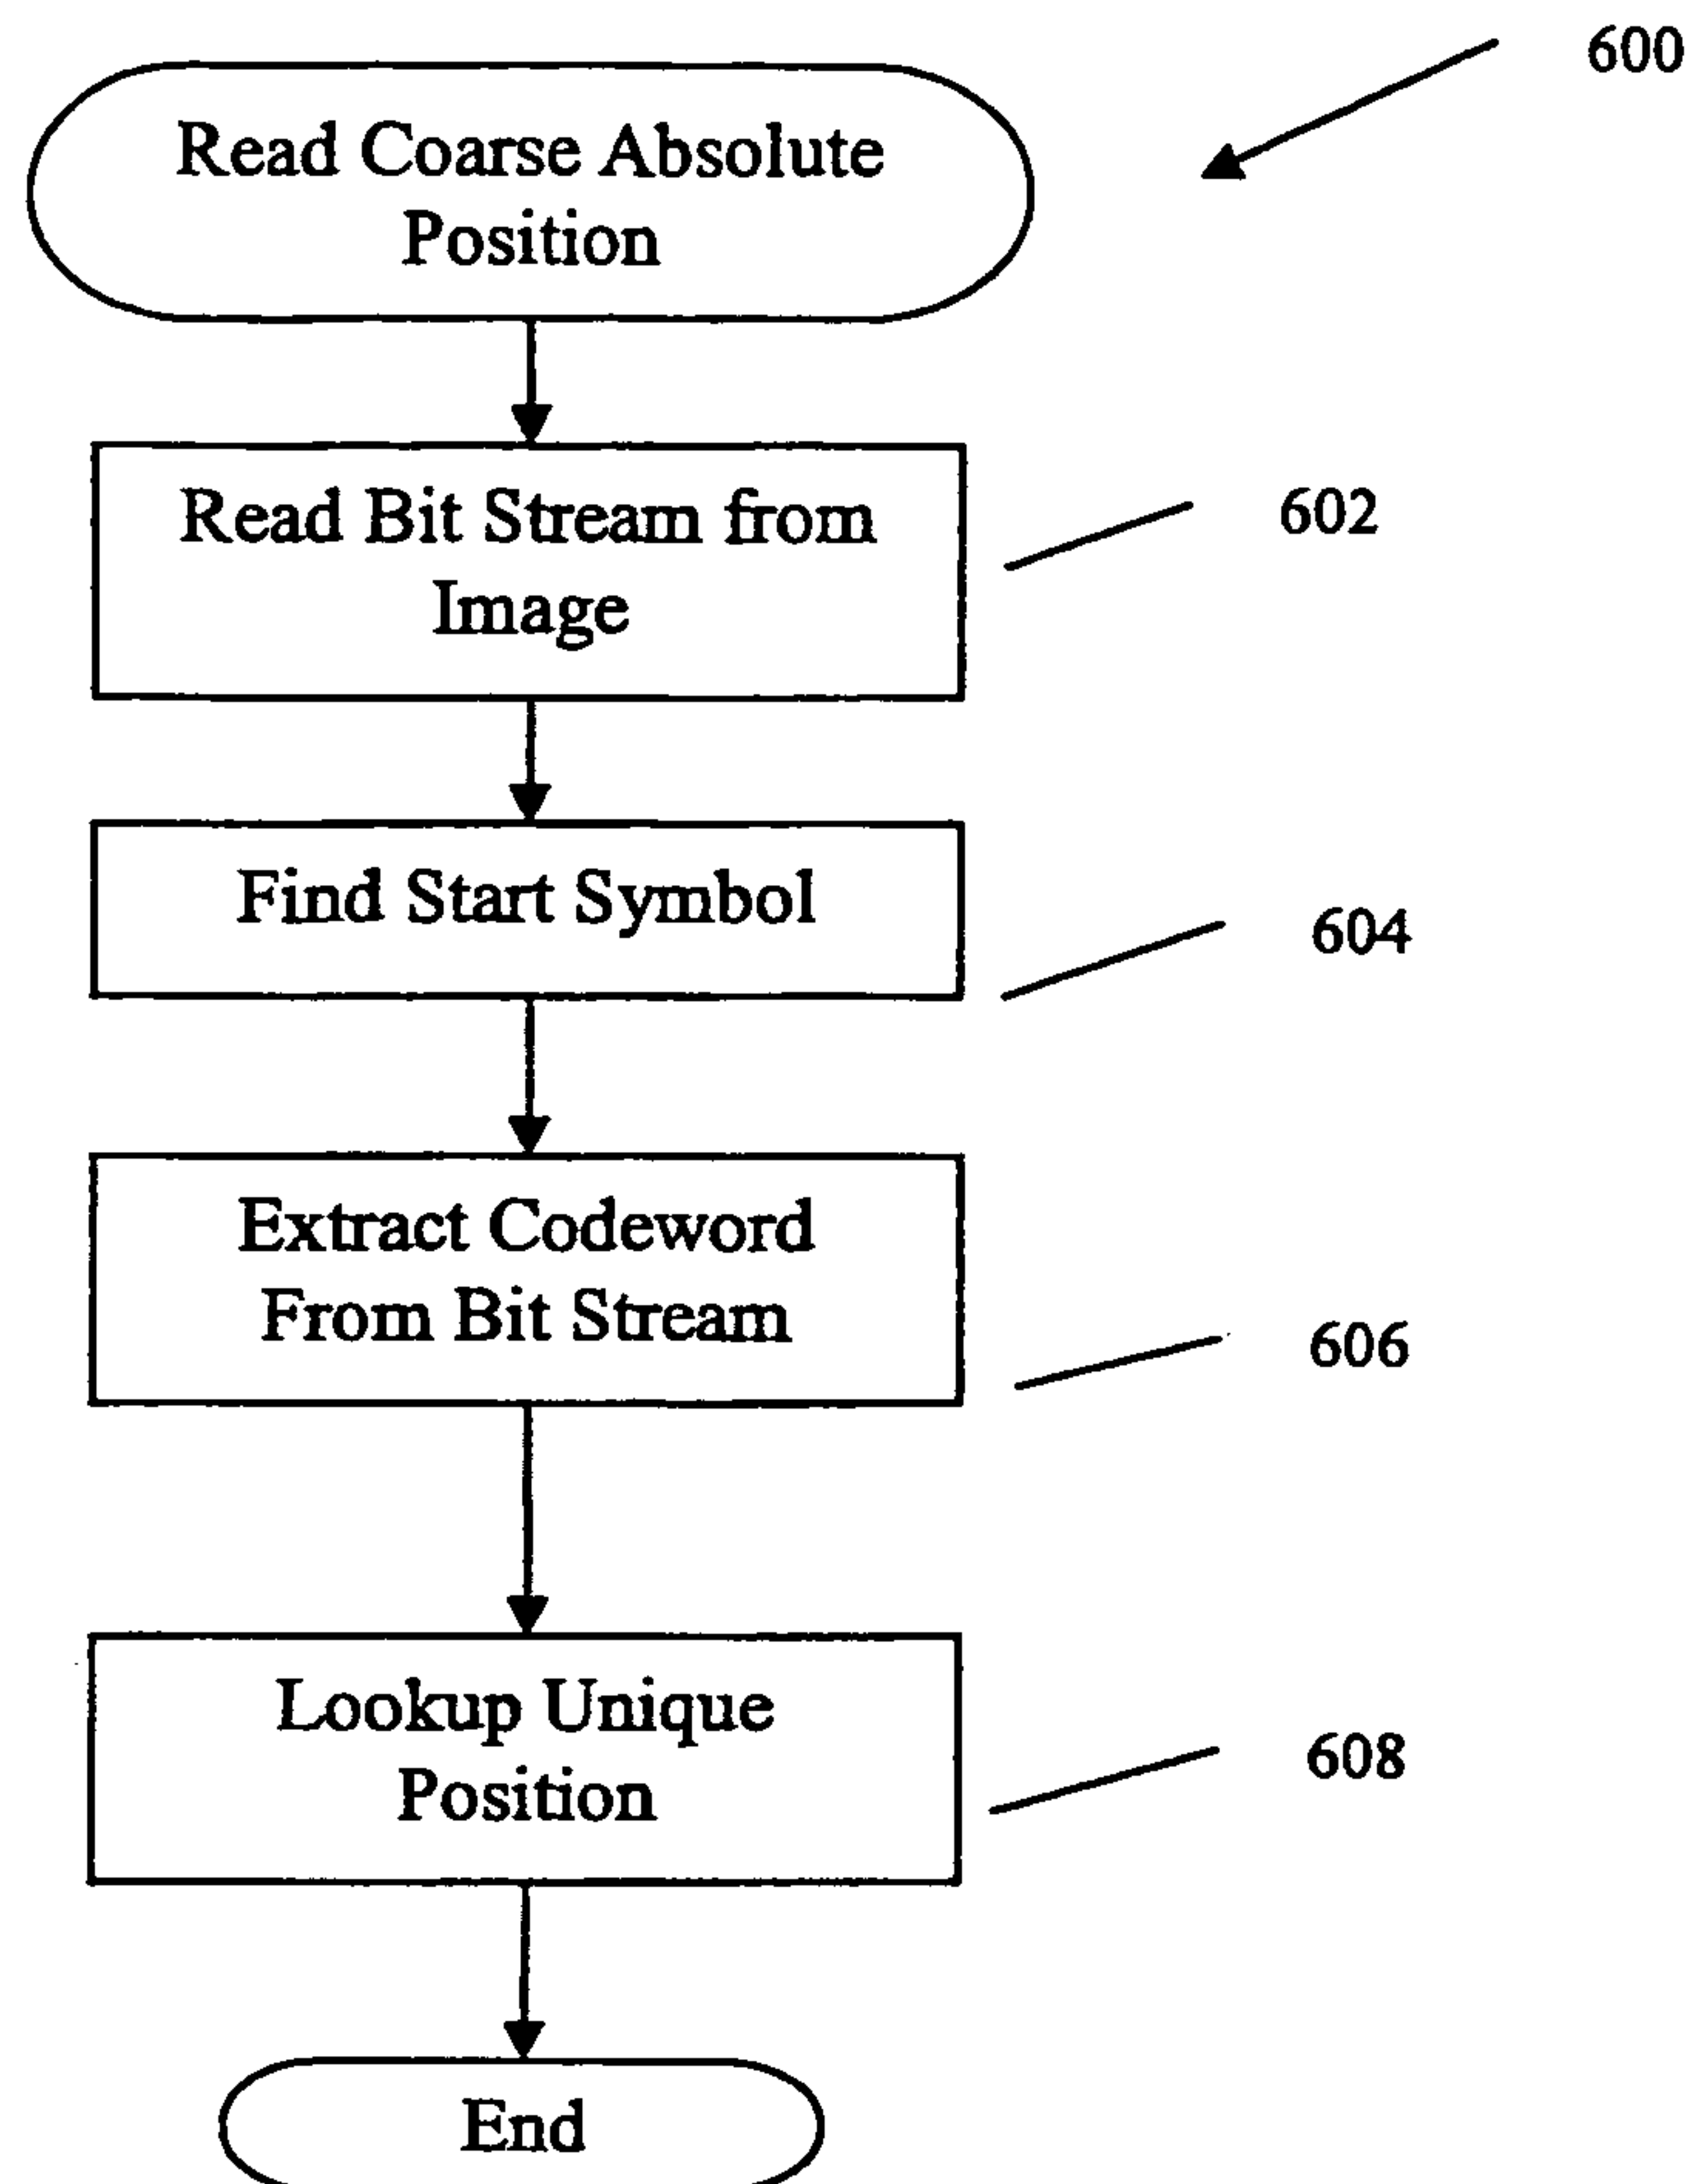 600
Read Coarse Absolute
Position
Read Bit Stream from
Image
602
Find Start Symbol
604
Extract Codeword
From Bit Stream
606
Lookup Unique
Position
608
End